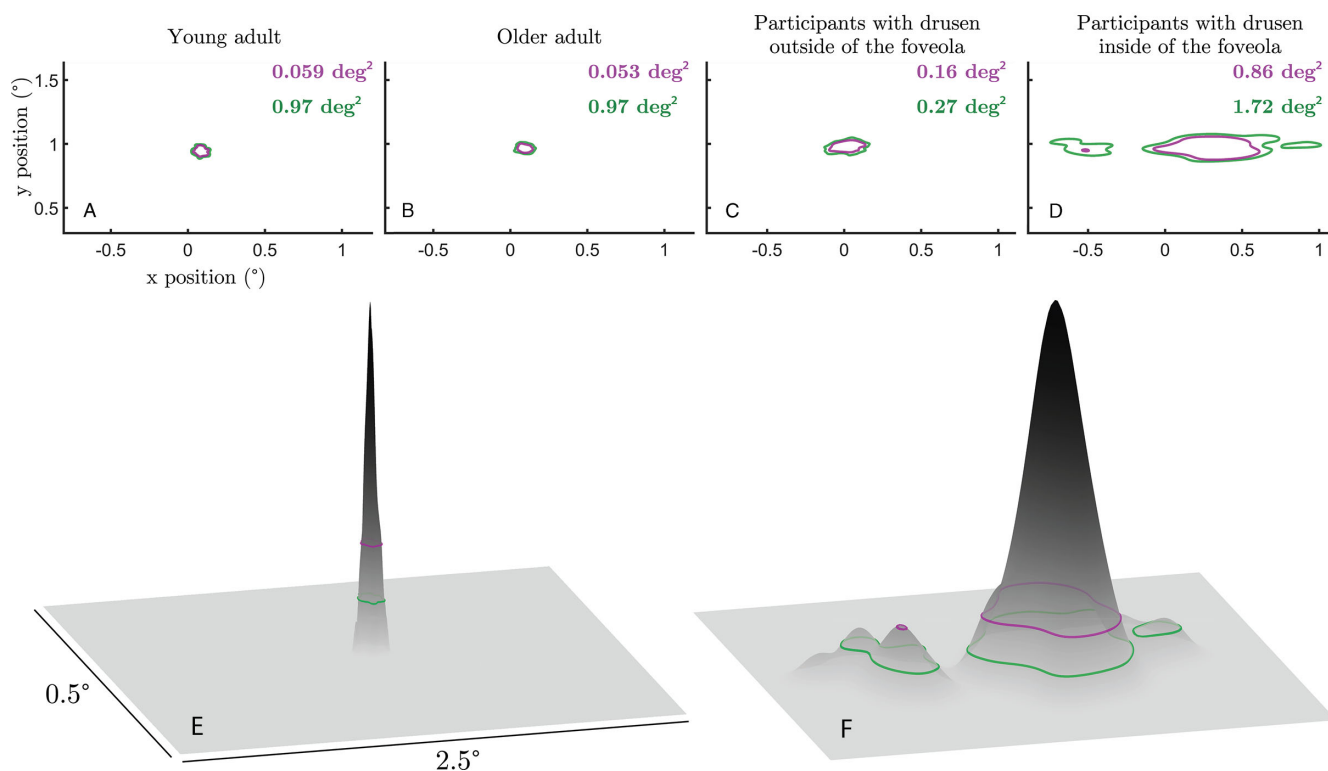 Young adult
Older adult
Participants with drusen
outside of the foveola
Participants with drusen
inside of the foveola
y position (°)
1.5
1
0.5
0.059 deg²
0.97 deg²
A
-0.5
0
0.5
1
x position (°)
0.053 deg²
0.97 deg²
B
-0.5
0
0.5
1
0.16 deg²
0.27 deg²
C
-0.5
0
0.5
1
0.86 deg²
1.72 deg²
D
-0.5
0
0.5
1
0.5°
E
2.5°
F